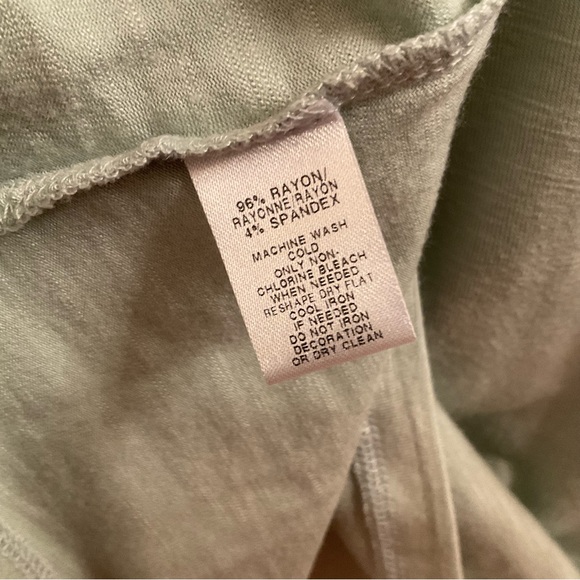 96% RAYON/
RAYONNE/RAYON
4% SPANDEX
MACHINE WASH
COLD
ONLY NON-
CHLORINE BLEACH
WHEN NEEDED
RESHAPE DRY FLAT
COOL IRON
IF NEEDED
DO NOT IRON
DECORATION
OR DRY CLEAN